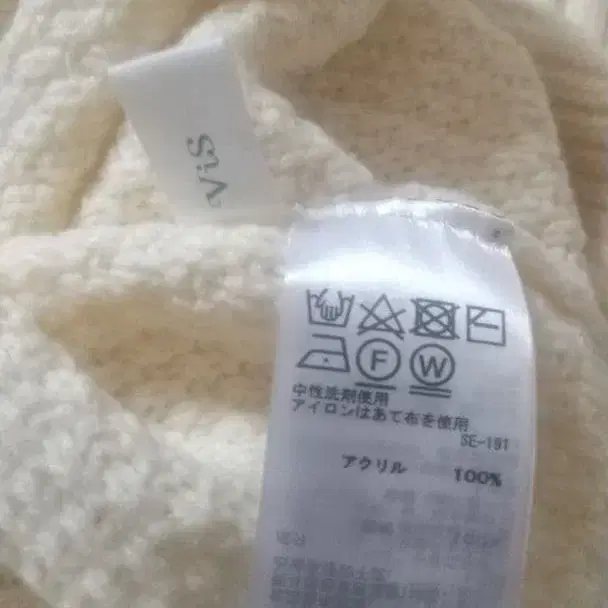 ViS
F W
中性洗剤使用
アイロンはあて布を使用
SE-191
アクリル 100%